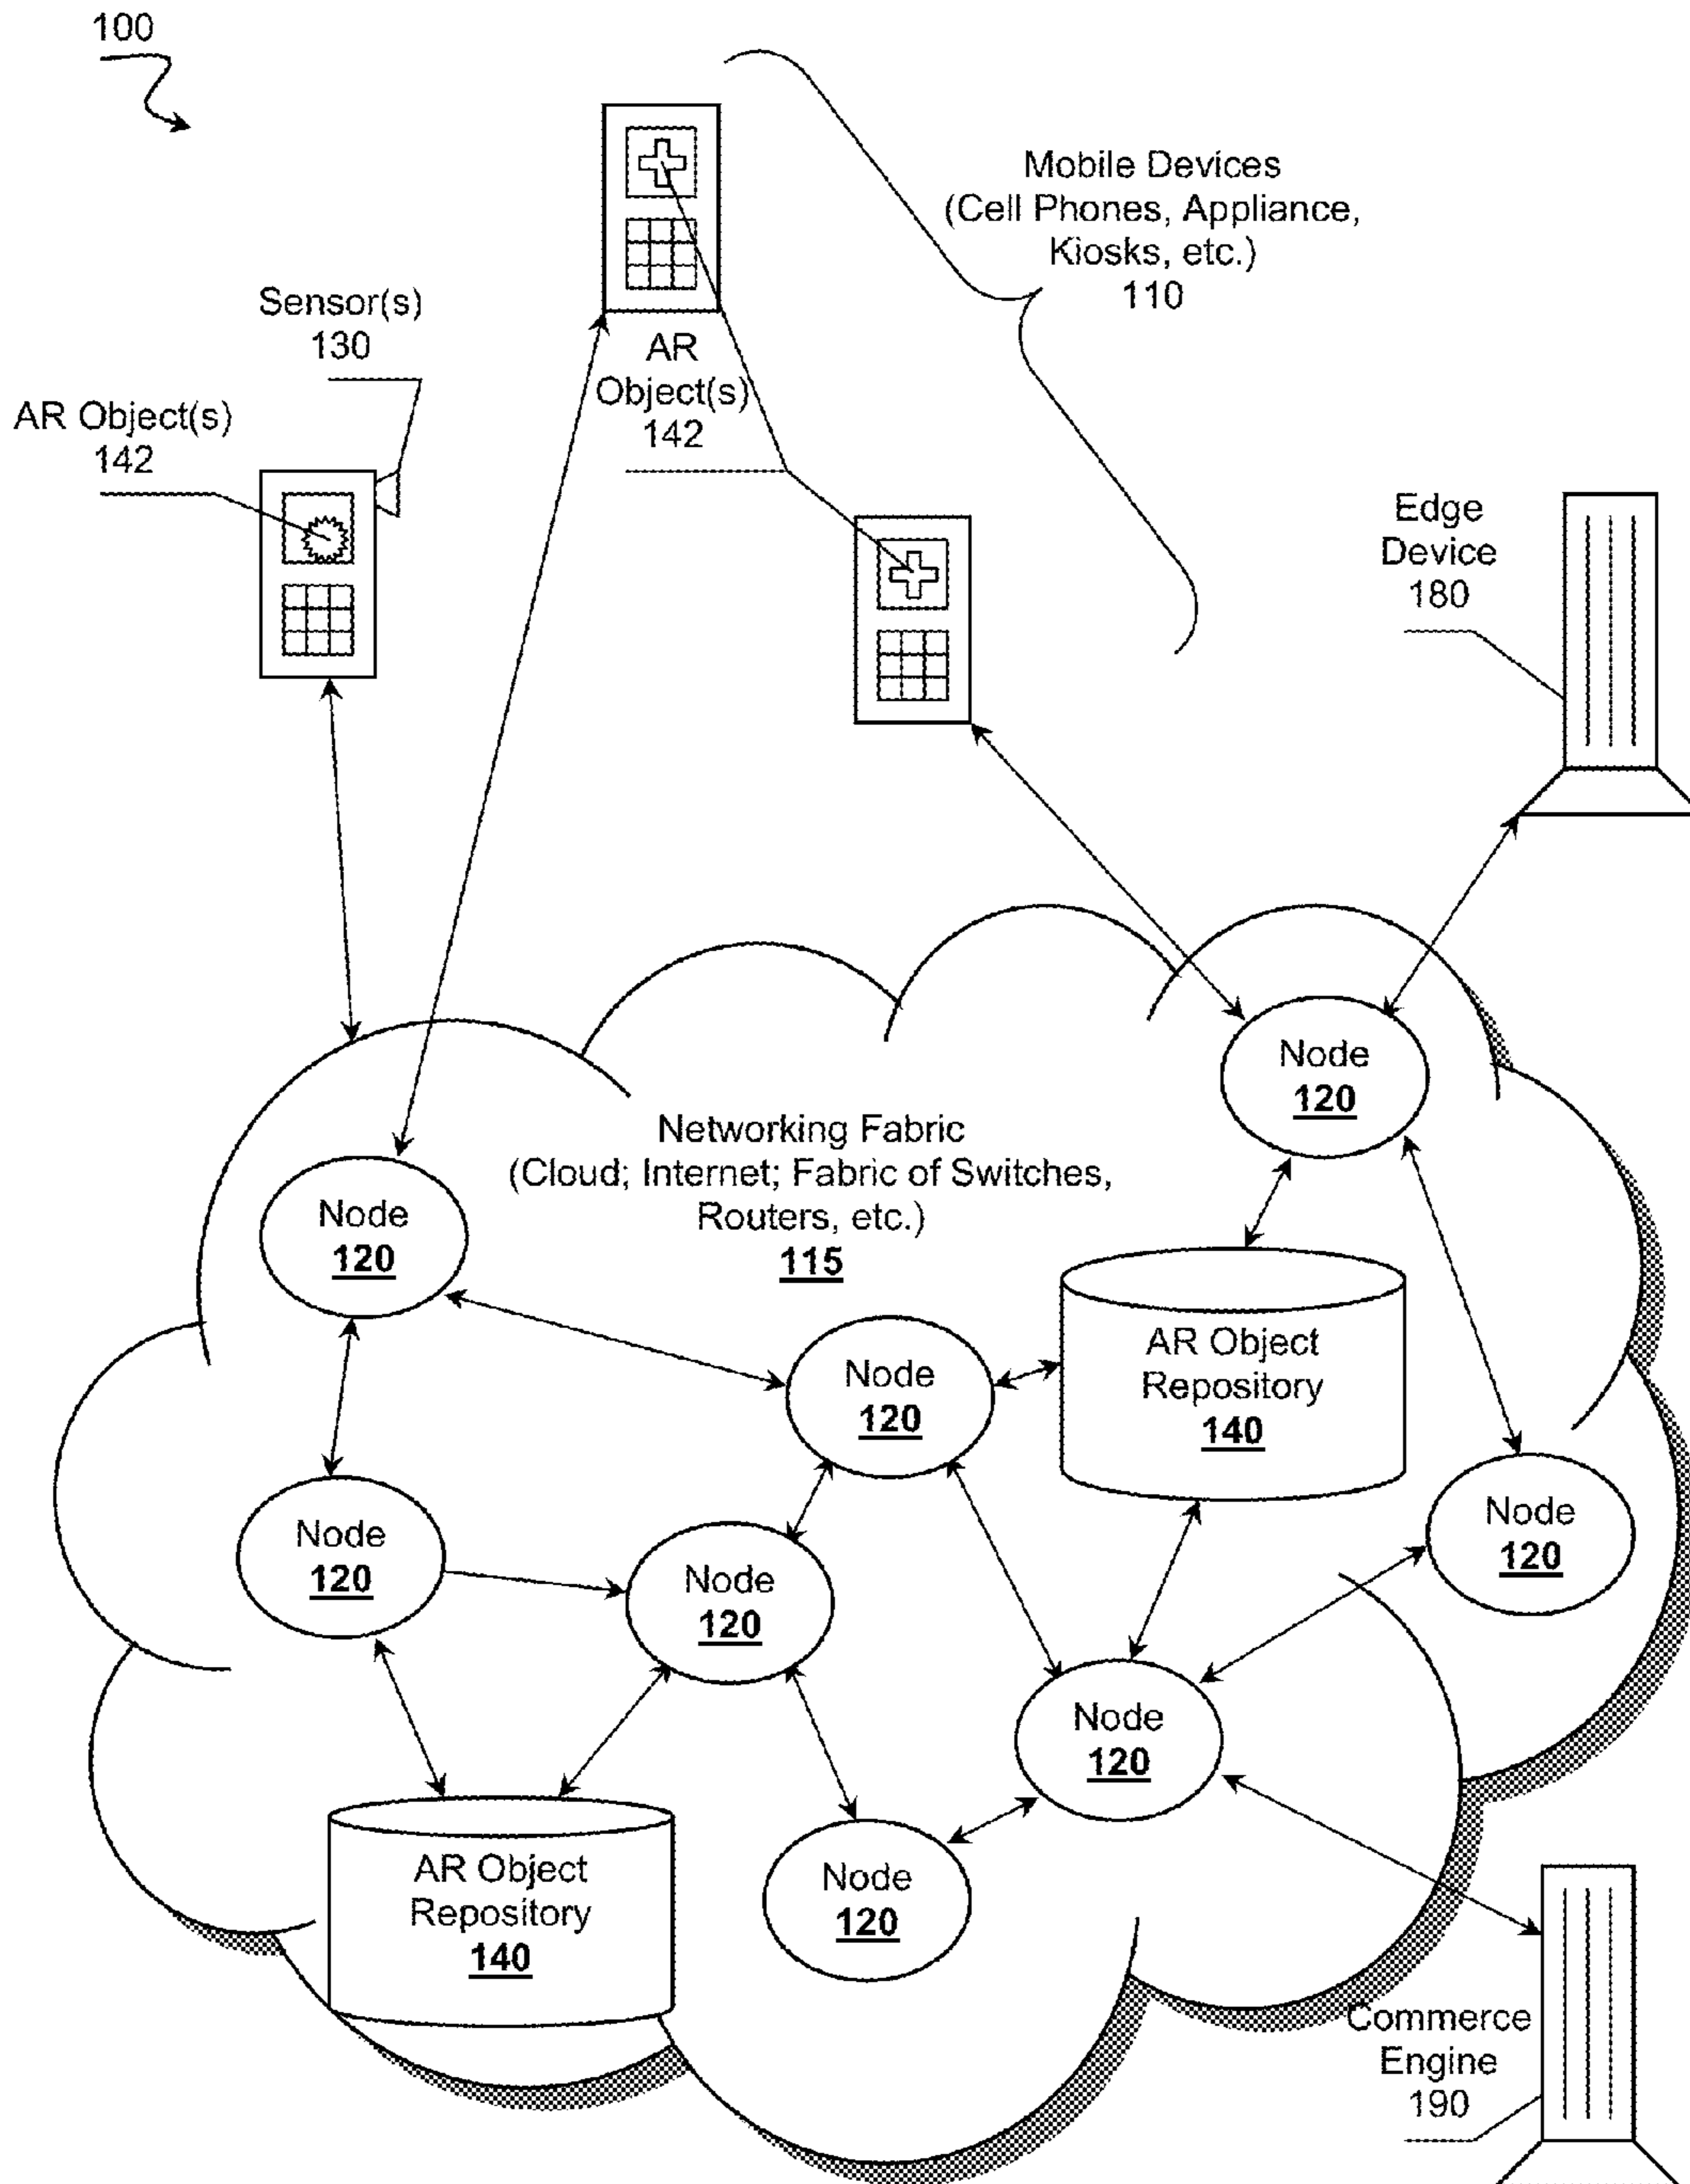 100
Mobile Devices
(Cell Phones, Appliance,
Kiosks, etc.)
110
Sensor(s)
130
AR Object(s)
142
AR
Object(s)
142
Edge
Device
180
Node
120
Networking Fabric
(Cloud; Internet; Fabric of Switches,
Routers, etc.)
115
Node
120
AR Object
Repository
140
Node
120
Node
120
Node
120
Node
120
Node
120
AR Object
Repository
140
Node
120
Commerce
Engine
190